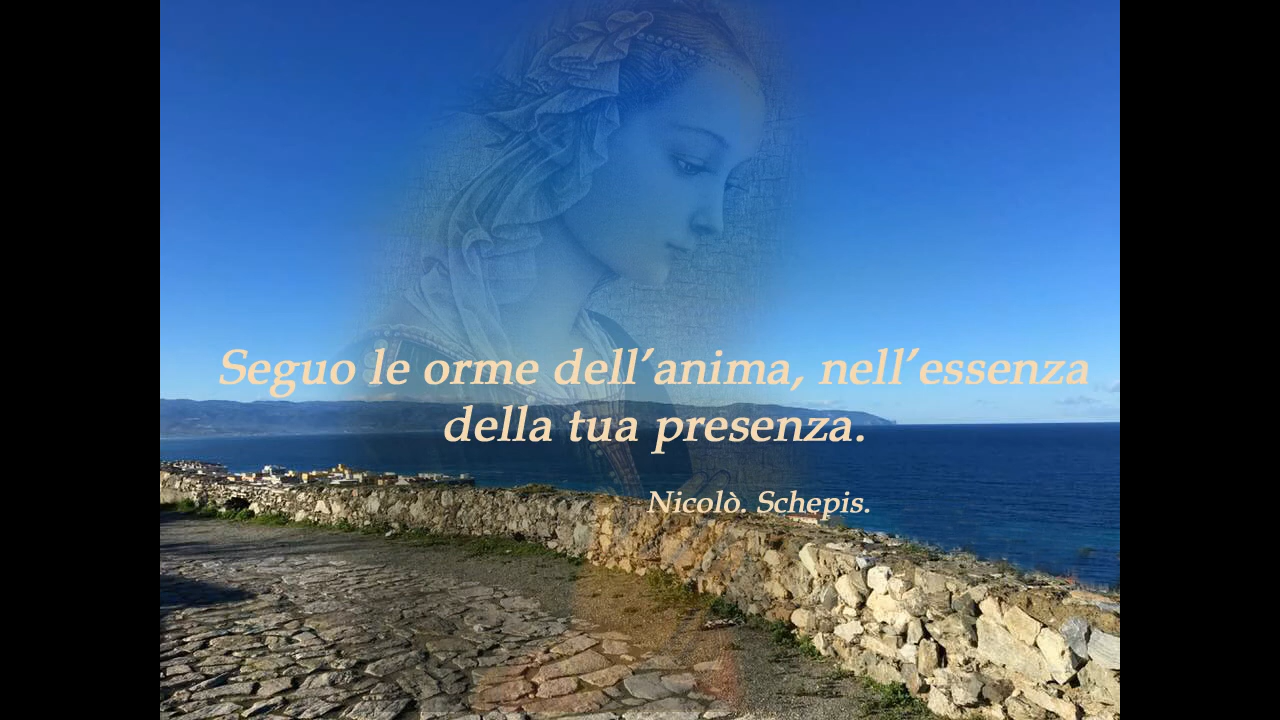 Seguo le orme dell’anima, nell’essenza
della tua presenza.
Nicolò. Schepis.